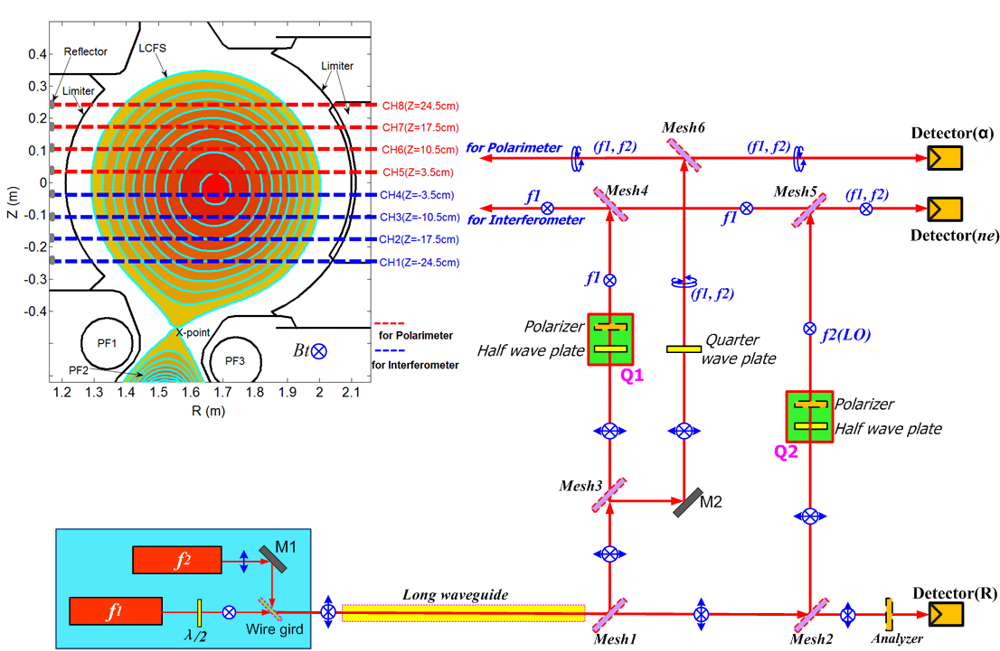 0.4
0.3
0.2
0.1
0
-0.1
-0.2
-0.3
-0.4
Z (m)
1.2
1.3
1.4
1.5
1.6
1.7
1.8
1.9
2
2.1
R (m)
Reflector
LCFS
Limiter
Limiter
CH8(Z=24.5cm)
CH7(Z=17.5cm)
CH6(Z=10.5cm)
CH5(Z=3.5cm)
CH4(Z=-3.5cm)
CH3(Z=-10.5cm)
CH2(Z=-17.5cm)
CH1(Z=-24.5cm)
X-point
PF1
PF2
PF3
Bt
for Polarimeter
for Interferometer
Mesh6
for Polarimeter
(f1, f2)
(f1, f2)
Detector(α)
Mesh4
Mesh5
f1
f1
(f1, f2)
for Interferometer
Detector(ne)
f1
(f1, f2)
Polarizer
Half wave plate
Q1
Quarter
wave plate
f2(LO)
Polarizer
Half wave plate
Q2
Mesh3
M2
f2
M1
f1
λ/2
Wire gird
Long waveguide
Mesh1
Mesh2
Analyzer
Detector(R)